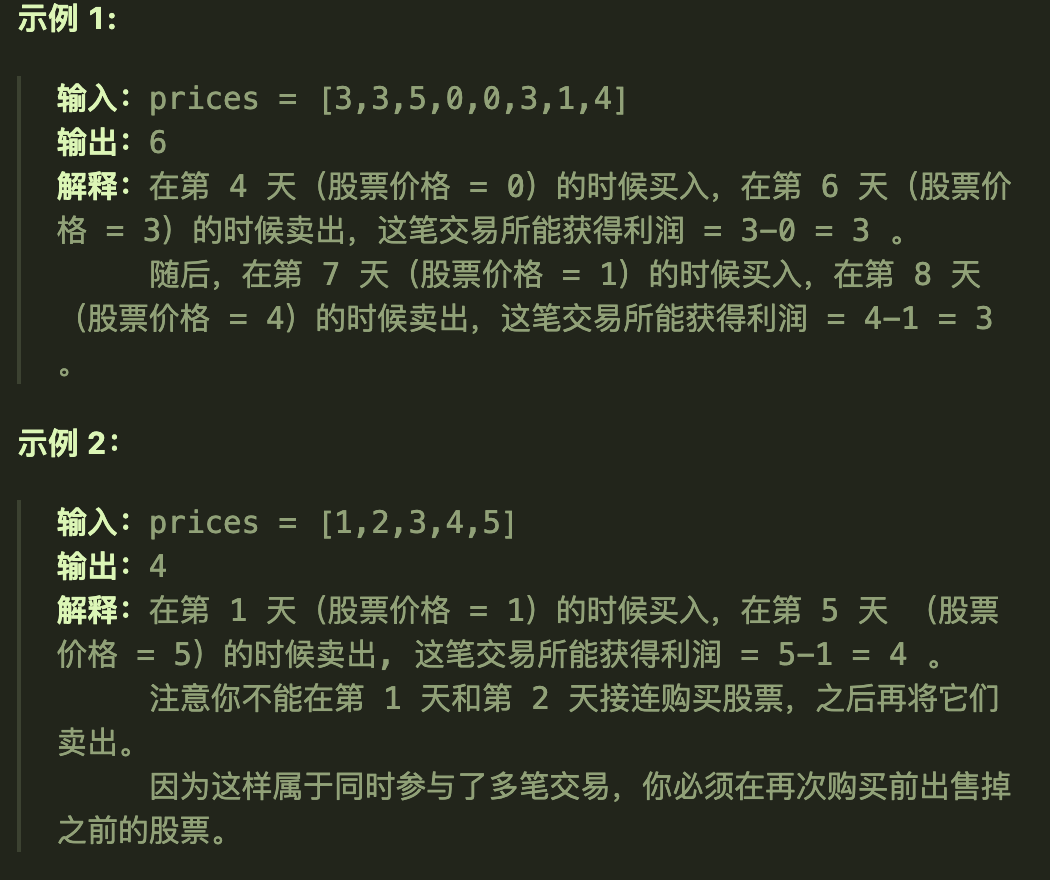 示例 1:
输入：prices = [3,3,5,0,0,3,1,4]
输出：6
解释：在第 4 天（股票价格 = 0）的时候买入，在第 6 天（股票价
格 = 3）的时候卖出，这笔交易所能获得利润 = 3-0 = 3 。
随后，在第 7 天（股票价格 = 1）的时候买入，在第 8 天
（股票价格 = 4）的时候卖出，这笔交易所能获得利润 = 4-1 = 3
。
示例 2：
输入：prices = [1,2,3,4,5]
输出：4
解释：在第 1 天（股票价格 = 1）的时候买入，在第 5 天 （股票
价格 = 5）的时候卖出, 这笔交易所能获得利润 = 5-1 = 4 。
注意你不能在第 1 天和第 2 天接连购买股票，之后再将它们
卖出。
因为这样属于同时参与了多笔交易，你必须在再次购买前出售掉
之前的股票。